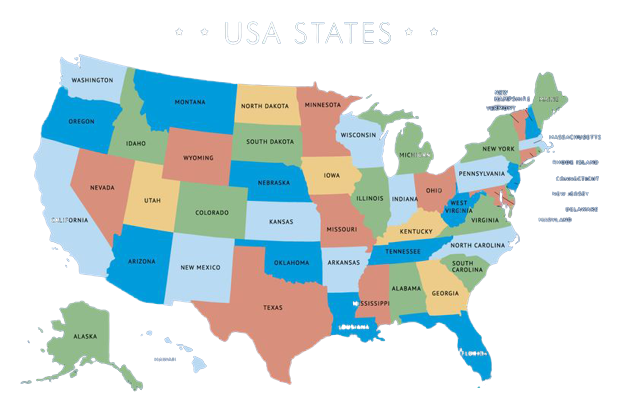 USA STATES
WASHINGTON
OREGON
CALIFORNIA
NEVADA
IDAHO
MONTANA
WYOMING
UTAH
ARIZONA
COLORADO
NEW MEXICO
NORTH DAKOTA
SOUTH DAKOTA
NEBRASKA
KANSAS
OKLAHOMA
TEXAS
MINNESOTA
IOWA
MISSOURI
ARKANSAS
LOUISIANA
WISCONSIN
ILLINOIS
MICHIGAN
INDIANA
OHIO
KENTUCKY
TENNESSEE
MISSISSIPPI
ALABAMA
GEORGIA
FLORIDA
SOUTH
CAROLINA
NORTH CAROLINA
VIRGINIA
WEST
VIRGINIA
PENNSYLVANIA
NEW YORK
NEW
HAMPSHIRE
VERMONT
MAINE
MASSACHUSETTS
RHODE ISLAND
CONNECTICUT
NEW JERSEY
DELAWARE
MARYLAND
ALASKA
HAWAII